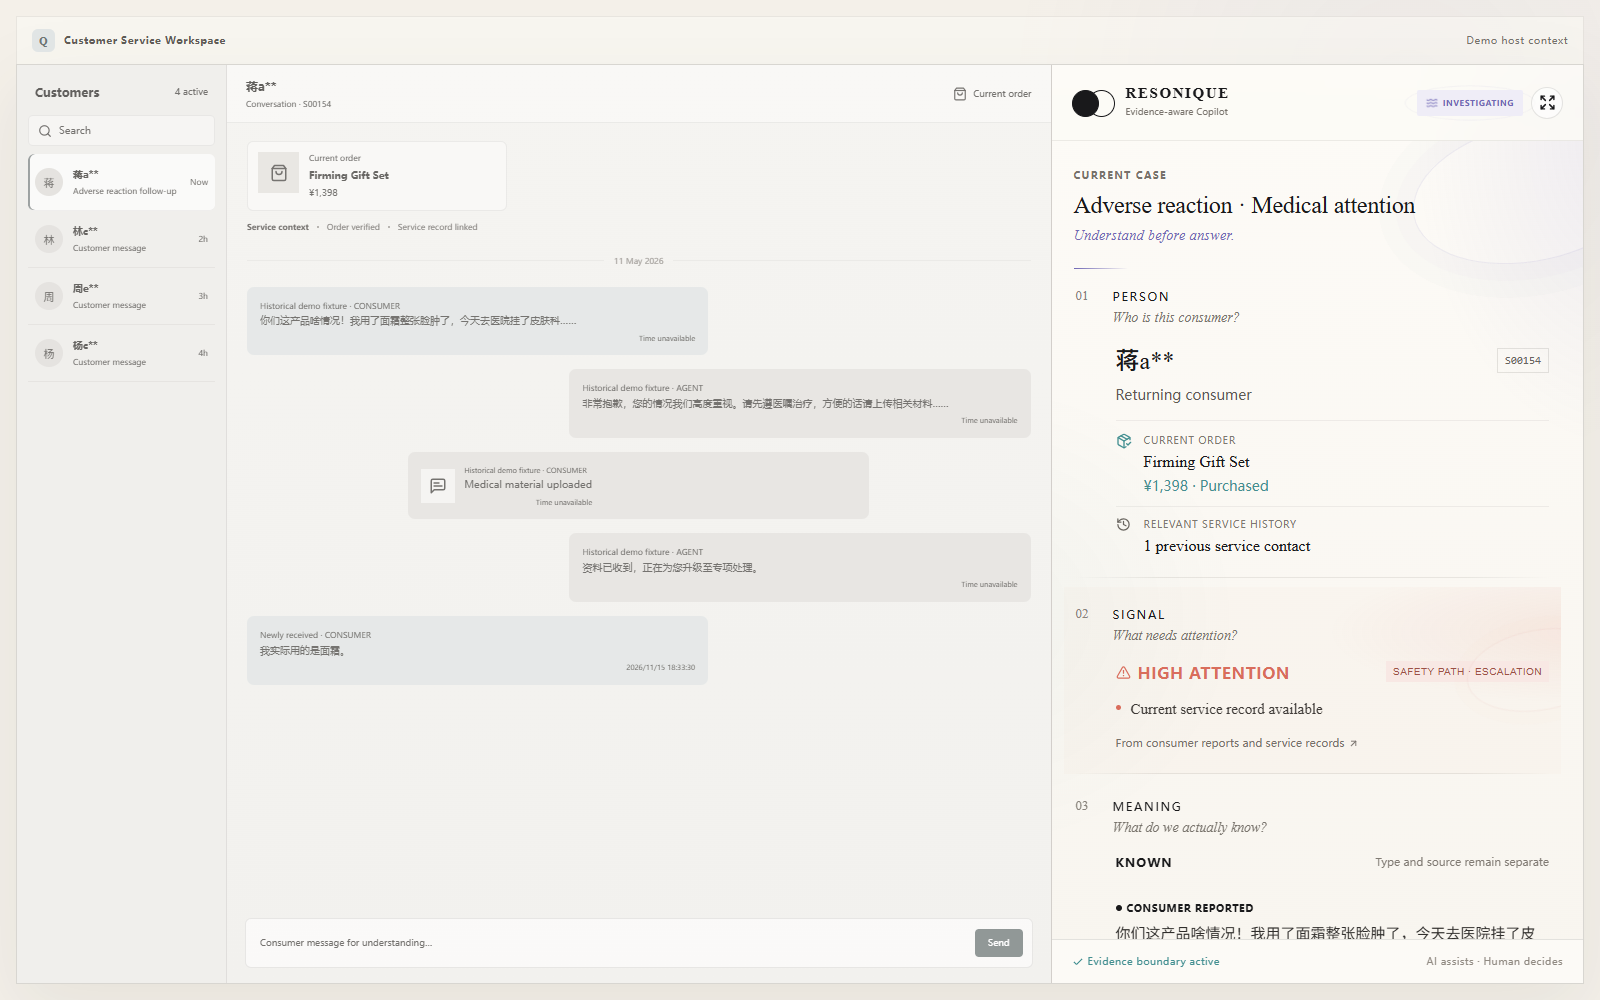 Q Customer Service Workspace
Demo host context
Customers
4 active
Search
蒋
蒋a**
Adverse reaction follow-up
Now
林
林c**
Customer message
2h
周
周e**
Customer message
3h
杨
杨c**
Customer message
4h
蒋a**
Conversation · S00154
Current order
Current order
Firming Gift Set
¥1,398
Service context · Order verified · Service record linked
11 May 2026
Historical demo fixture · CONSUMER
你们这产品啥情况！我用了面霜整张脸肿了，今天去医院挂了皮肤科……
Time unavailable
Historical demo fixture · AGENT
非常抱歉，您的情况我们高度重视。请先遵医嘱治疗，方便的话请上传相关材料……
Time unavailable
Historical demo fixture · CONSUMER
Medical material uploaded
Time unavailable
Historical demo fixture · AGENT
资料已收到，正在为您升级至专项处理。
Time unavailable
Newly received · CONSUMER
我实际用的是面霜。
2026/11/15 18:33:30
Consumer message for understanding...
Send
RESONIQUE
Evidence-aware Copilot
INVESTIGATING
CURRENT CASE
Adverse reaction · Medical attention
Understand before answer.
01 PERSON
Who is this consumer?
蒋a**
S00154
Returning consumer
CURRENT ORDER
Firming Gift Set
¥1,398 · Purchased
RELEVANT SERVICE HISTORY
1 previous service contact
02 SIGNAL
What needs attention?
HIGH ATTENTION
SAFETY PATH · ESCALATION
Current service record available
From consumer reports and service records ↗
03 MEANING
What do we actually know?
KNOWN
Type and source remain separate
CONSUMER REPORTED
你们这产品啥情况！我用了面霜整张脸肿了，今天去医院挂了皮
Evidence boundary active
AI assists · Human decides